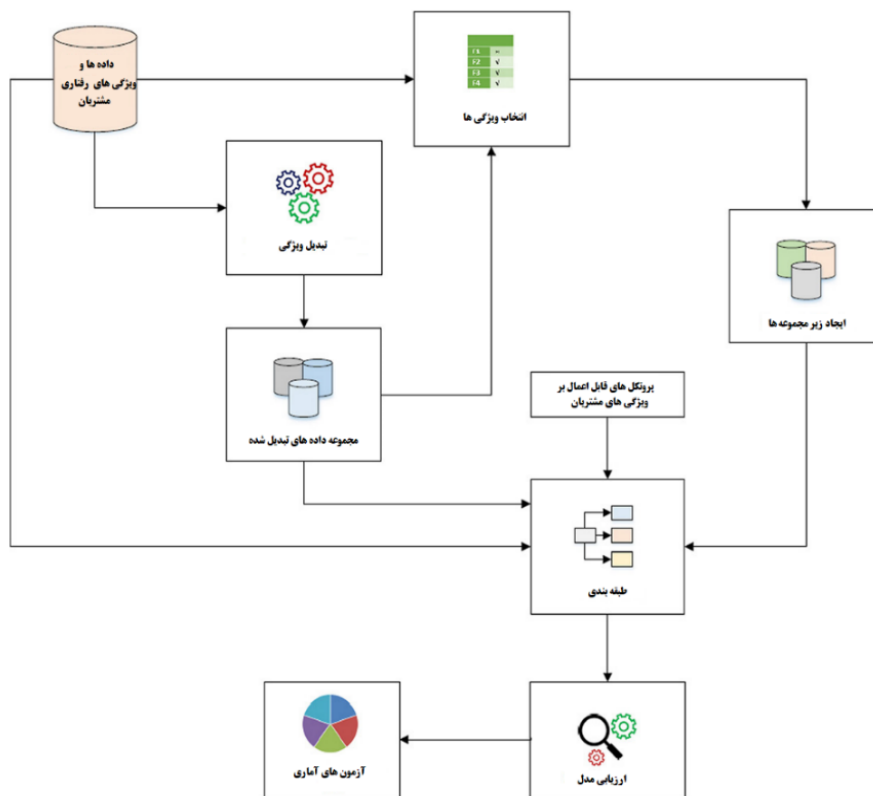 داده ها و
ویژگی های رفتاری
مشتریان
F1 –
F2 √
F3 √
F4 √
انتخاب ویژگی ها
تبدیل ویژگی
ایجاد زیر مجموعه ها
مجموعه داده های تبدیل شده
پروتکل های قابل اعمال بر
ویژگی های مشتریان
طبقه بندی
ارزیابی مدل
آزمون های آماری